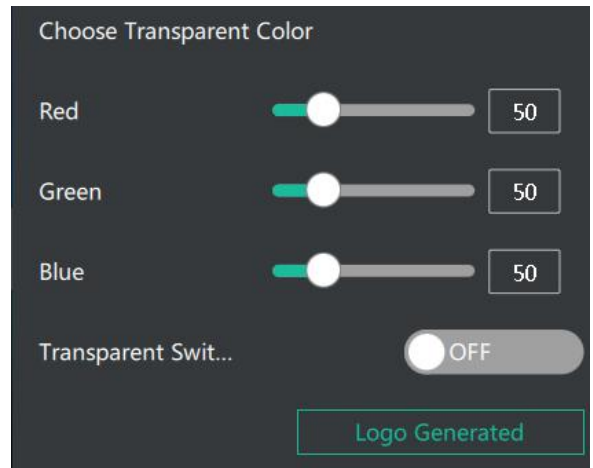 Choose Transparent Color
Red 50
Green 50
Blue 50
Transparent Swit... OFF
Logo Generated